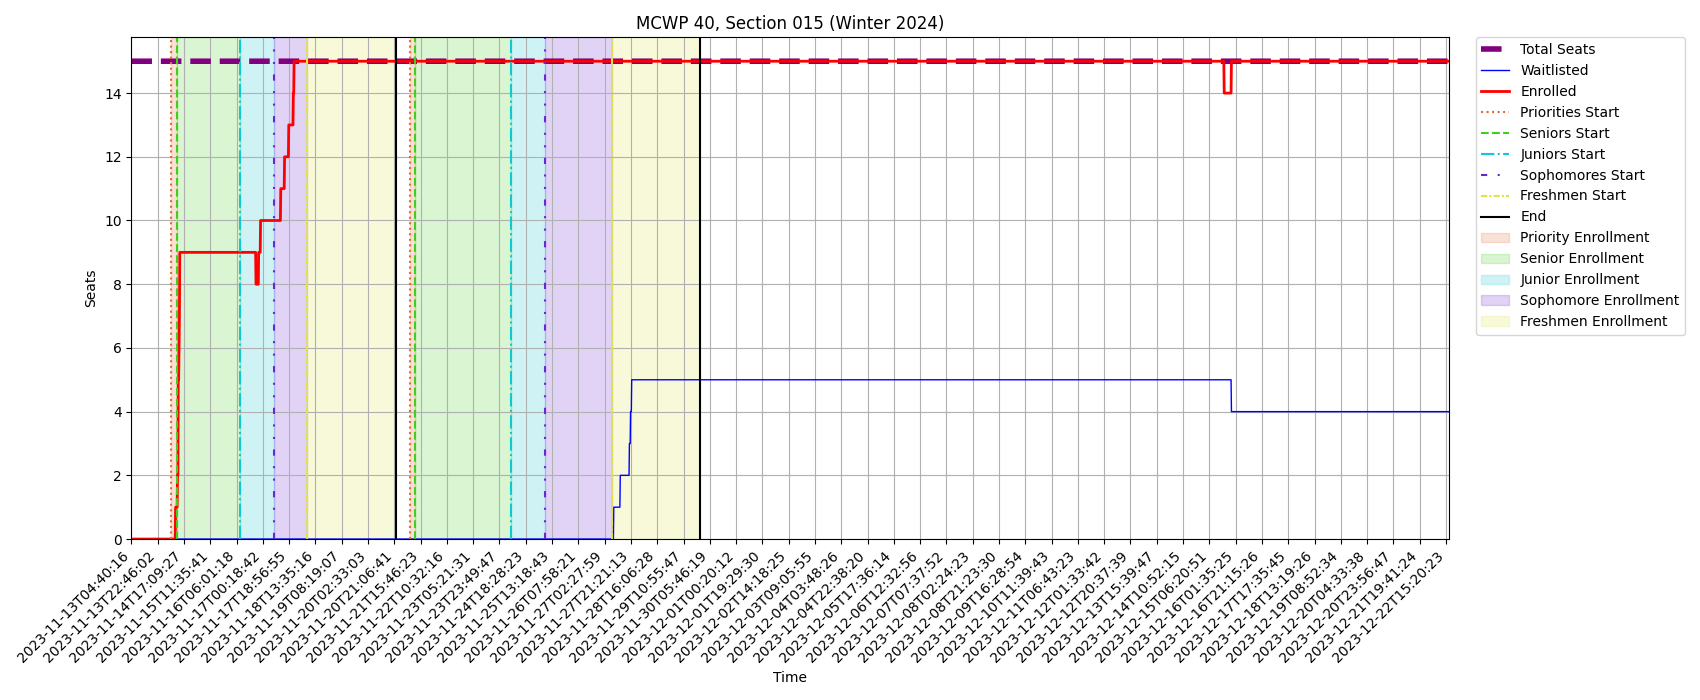 MCWP 40, Section 015 (Winter 2024)
Total Seats
Waitlisted
Enrolled
Priorities Start
Seniors Start
Juniors Start
Sophomores Start
Freshmen Start
End
Priority Enrollment
Senior Enrollment
Junior Enrollment
Sophomore Enrollment
Freshmen Enrollment
Seats
14
12
10
8
6
4
2
0
2023-11-13T04:40:16
2023-11-13T22:46:02
2023-11-14T17:09:27
2023-11-15T11:35:41
2023-11-16T06:01:18
2023-11-17T00:18:42
2023-11-17T18:56:55
2023-11-18T13:35:16
2023-11-19T08:19:07
2023-11-20T02:33:03
2023-11-20T21:06:41
2023-11-21T15:46:23
2023-11-22T10:32:16
2023-11-23T05:21:31
2023-11-23T23:49:47
2023-11-24T18:28:23
2023-11-25T13:18:43
2023-11-26T07:58:21
2023-11-27T02:27:59
2023-11-27T21:21:13
2023-11-28T16:06:28
2023-11-29T10:55:47
2023-11-30T05:46:19
2023-12-01T00:20:12
2023-12-01T19:29:30
2023-12-02T14:18:25
2023-12-03T09:05:55
2023-12-04T03:48:26
2023-12-04T22:38:20
2023-12-05T17:36:14
2023-12-06T12:32:56
2023-12-07T07:37:52
2023-12-08T02:24:23
2023-12-08T21:23:30
2023-12-09T16:28:54
2023-12-10T11:39:43
2023-12-11T06:43:23
2023-12-12T01:33:42
2023-12-12T20:37:39
2023-12-13T15:39:47
2023-12-14T10:52:15
2023-12-15T06:20:51
2023-12-16T01:35:25
2023-12-16T21:15:26
2023-12-17T17:35:45
2023-12-18T13:19:26
2023-12-19T08:52:34
2023-12-20T04:33:38
2023-12-20T23:56:47
2023-12-21T19:41:24
2023-12-22T15:20:23
Time